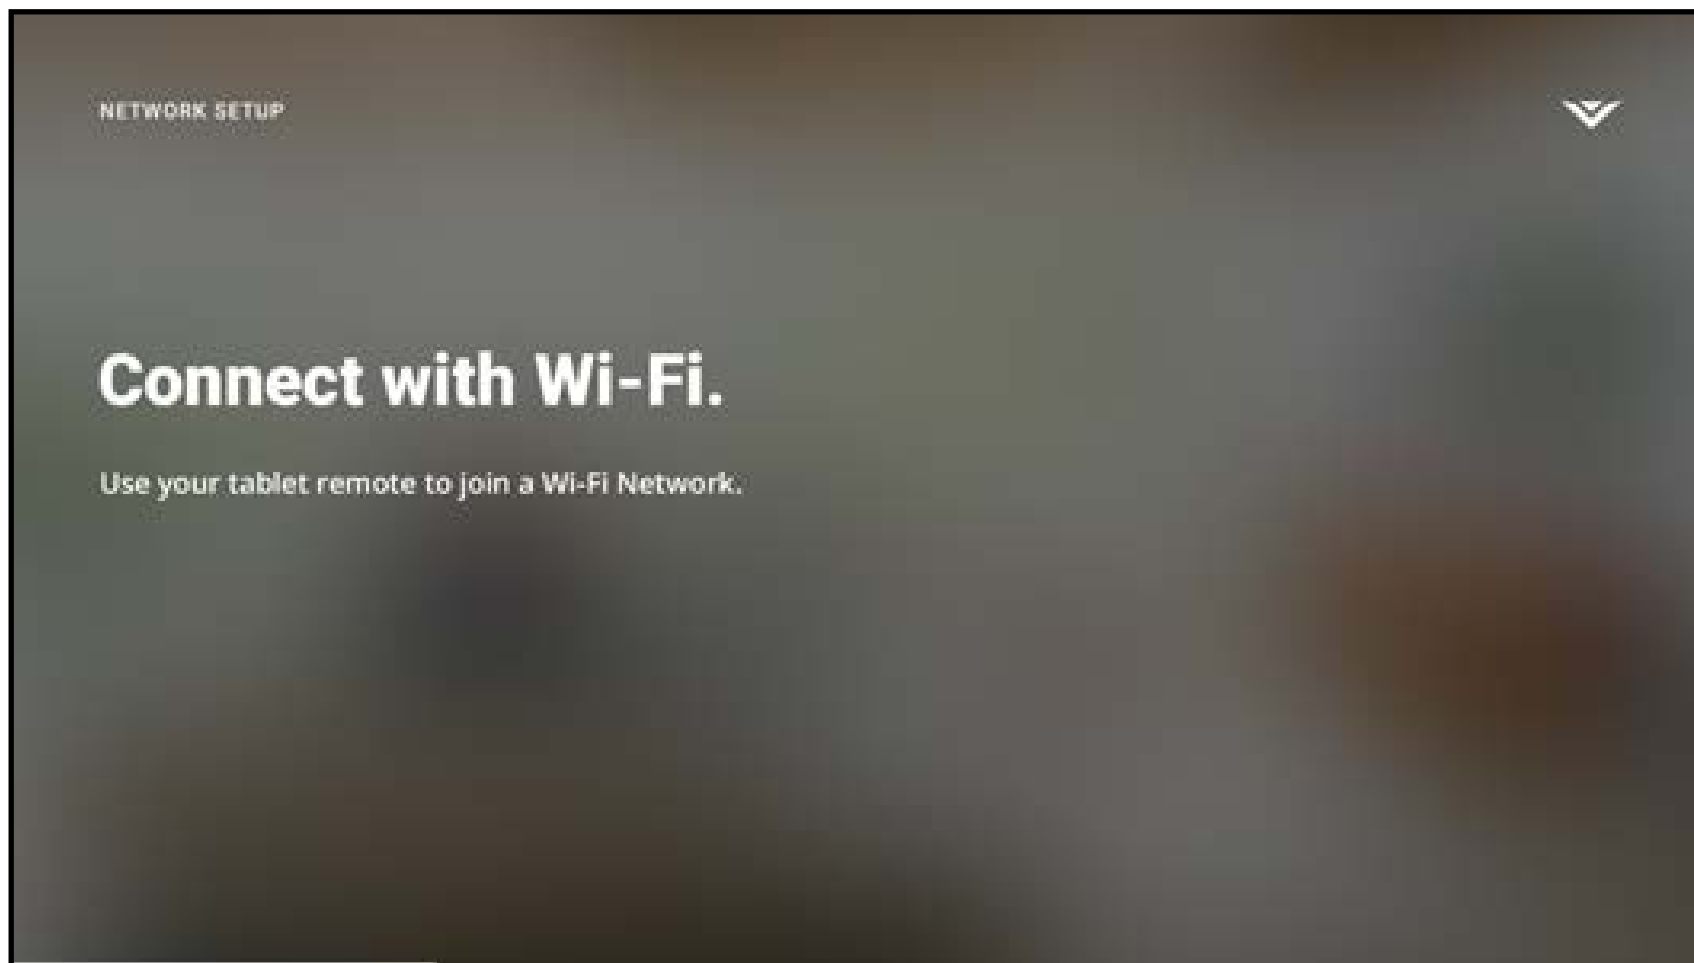 NETWORK SETUP
Connect with Wi-Fi.
Use your tablet remote to join a Wi-Fi Network.